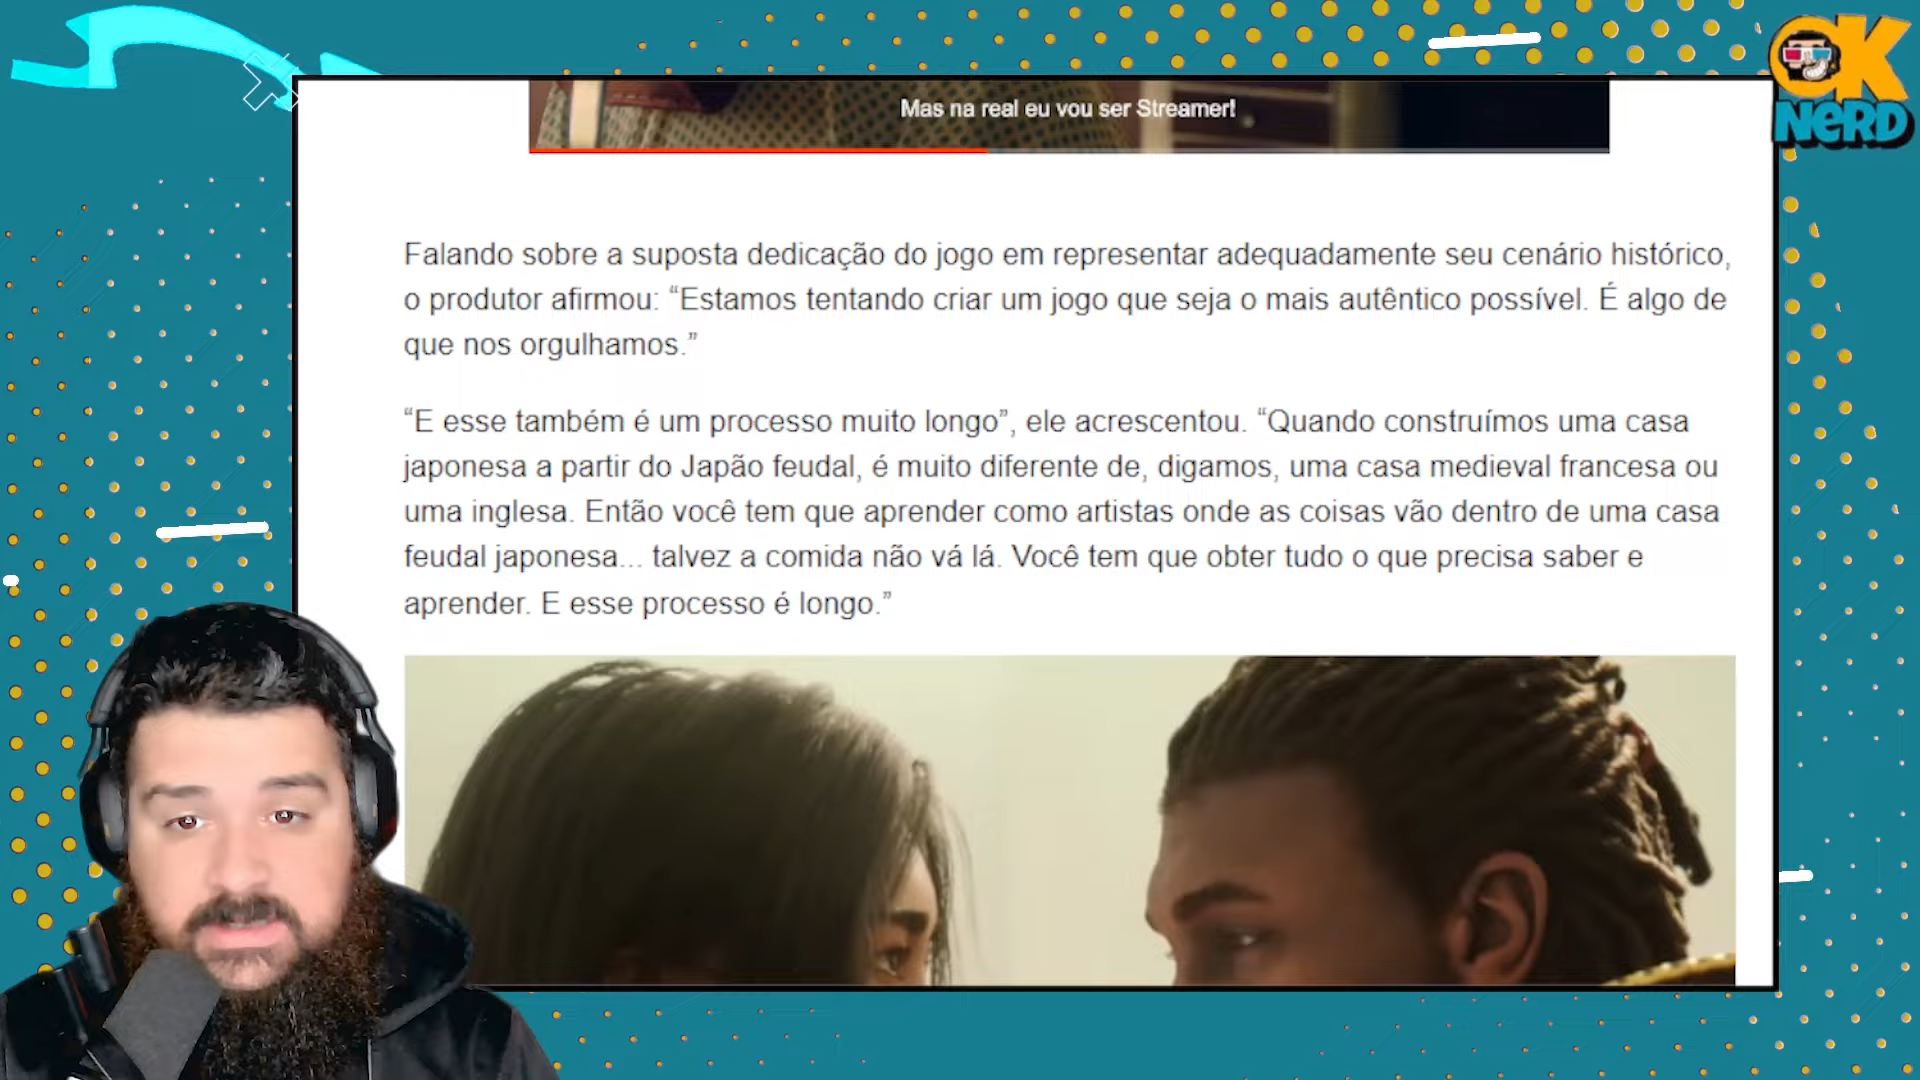 OK
NERD
Mas na real eu vou ser Streamer!
Falando sobre a suposta dedicação do jogo em representar adequadamente seu cenário histórico,
o produtor afirmou: “Estamos tentando criar um jogo que seja o mais autêntico possível. É algo de
que nos orgulhamos.”
“E esse também é um processo muito longo”, ele acrescentou. “Quando construímos uma casa
japonesa a partir do Japão feudal, é muito diferente de, digamos, uma casa medieval francesa ou
uma inglesa. Então você tem que aprender como artistas onde as coisas vão dentro de uma casa
feudal japonesa... talvez a comida não vá lá. Você tem que obter tudo o que precisa saber e
aprender. E esse processo é longo.”